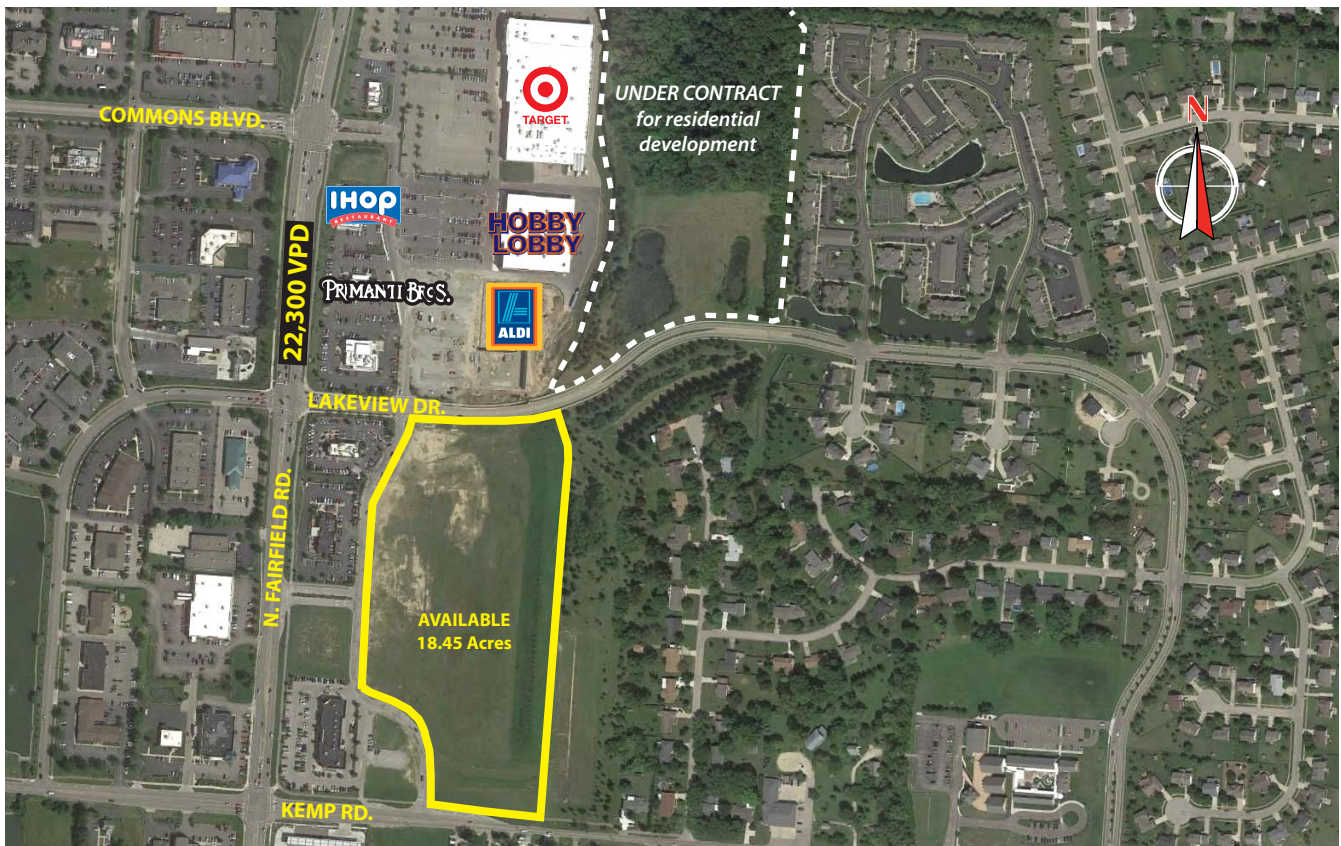 TARGET
UNDER CONTRACT
for residential
development
N
COMMONS BLVD.
IHOP
RESTAURANT
HOBBY
LOBBY
22,300 VPD
PRIMANTI BROS.
ALDI
LAKEVIEW DR.
N. FAIRFIELD RD.
AVAILABLE
18.45 Acres
KEMP RD.